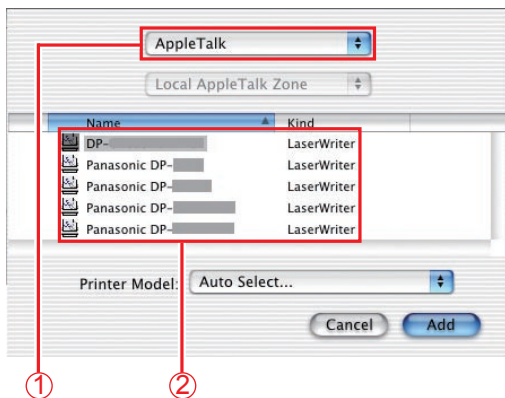 AppleTalk
Local AppleTalk Zone
Name Kind
DP- LaserWriter
Panasonic DP- LaserWriter
Panasonic DP- LaserWriter
Panasonic DP- LaserWriter
Panasonic DP- LaserWriter
Printer Model: Auto Select...
Cancel Add
① ②